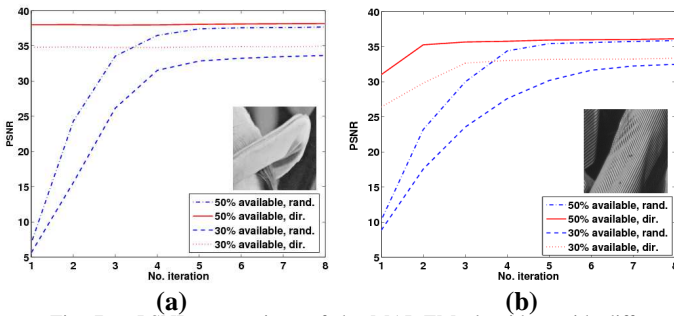 40
35
30
25
20
15
10
5
PSNR
1 2 3 4 5 6 7 8
No. iteration
50% available, rand.
50% available, dir.
30% available, rand.
30% available, dir.
(a)
40
35
30
25
20
15
10
5
PSNR
1 2 3 4 5 6 7 8
No. iteration
50% available, rand.
50% available, dir.
30% available, rand.
30% available, dir.
(b)